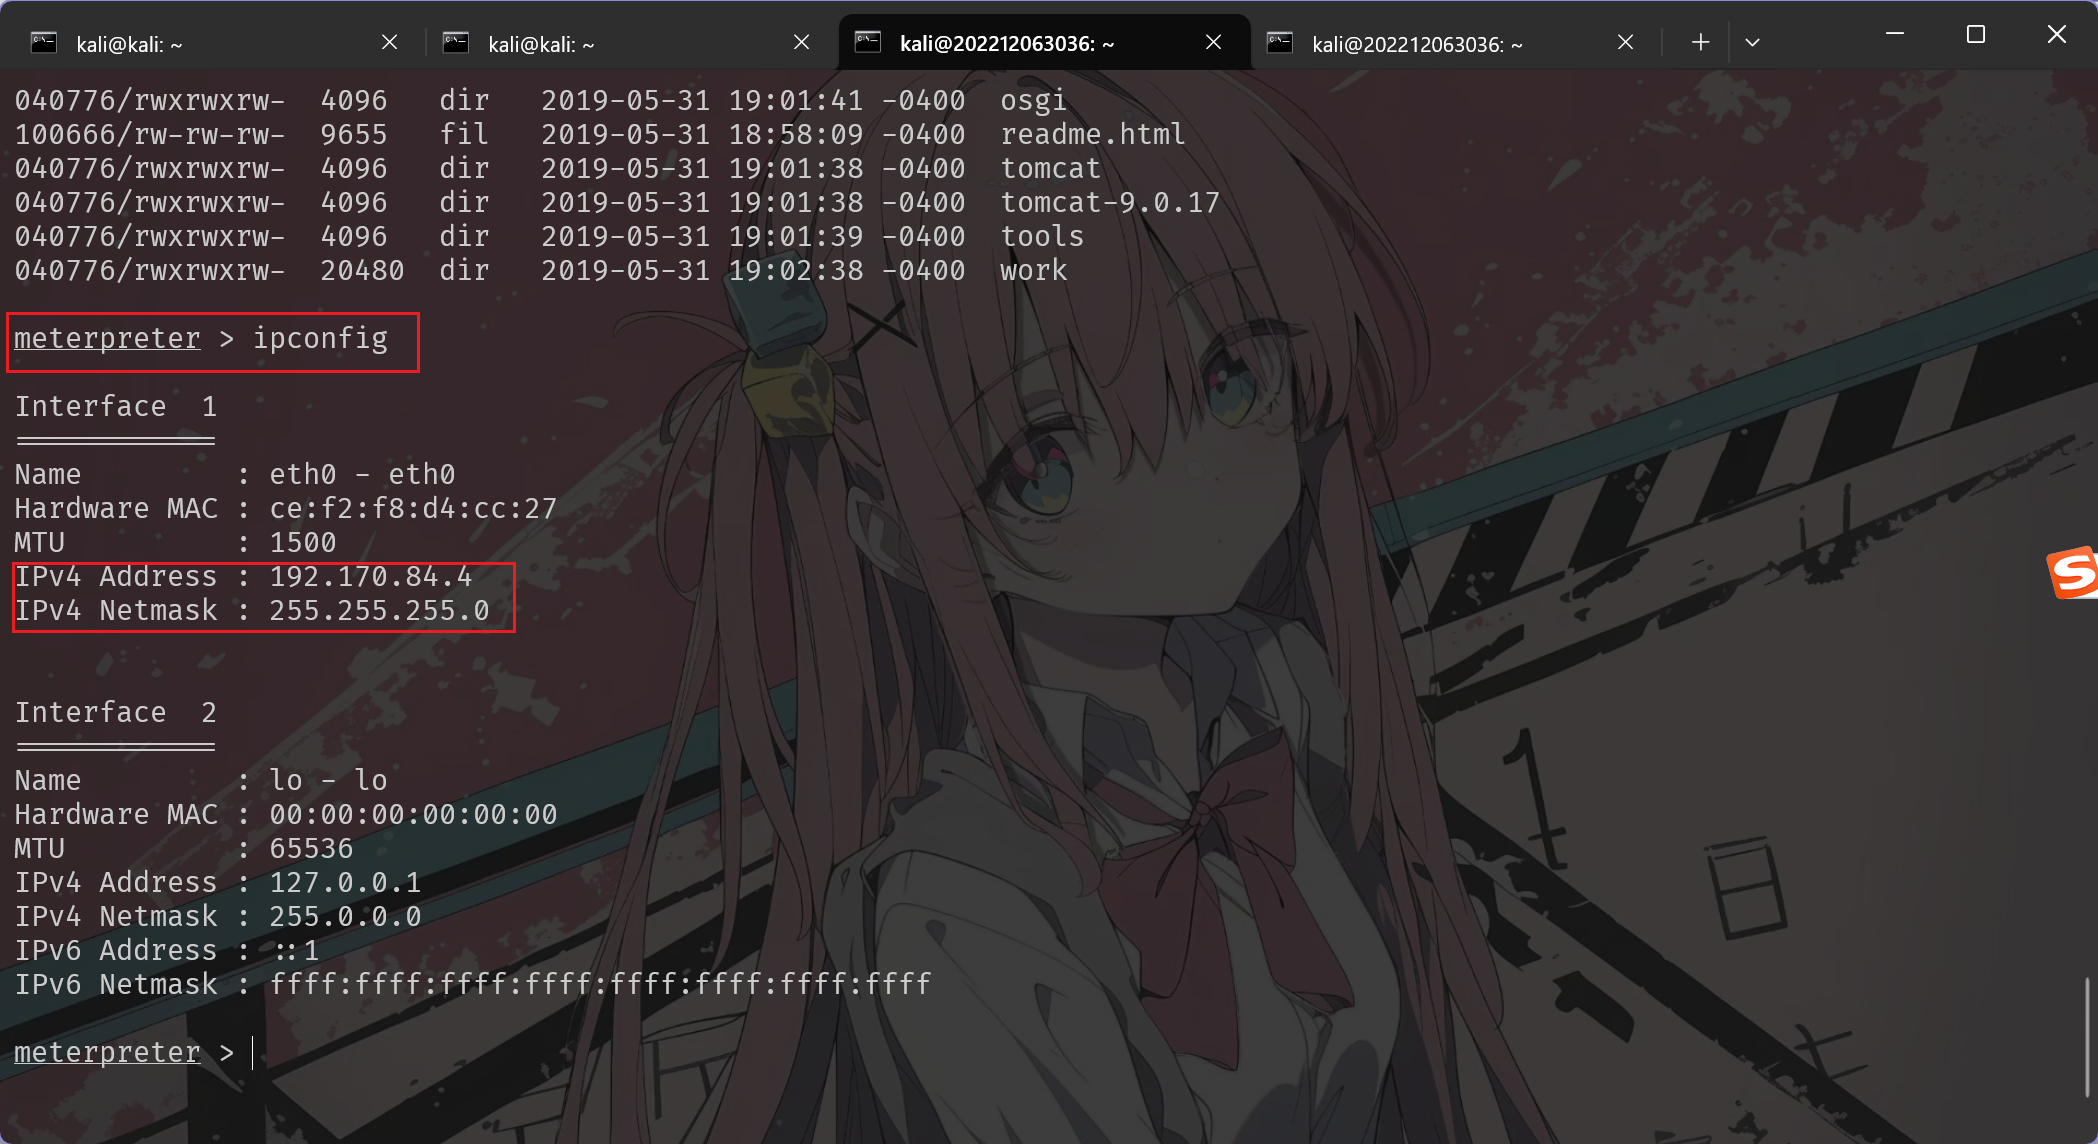 kali@kali: ~
kali@kali: ~
kali@202212063036: ~
kali@202212063036: ~
040776/rwxrwxrw-  4096   dir   2019-05-31 19:01:41 -0400  osgi
100666/rw-rw-rw-  9655   fil   2019-05-31 18:58:09 -0400  readme.html
040776/rwxrwxrw-  4096   dir   2019-05-31 19:01:38 -0400  tomcat
040776/rwxrwxrw-  4096   dir   2019-05-31 19:01:38 -0400  tomcat-9.0.17
040776/rwxrwxrw-  4096   dir   2019-05-31 19:01:39 -0400  tools
040776/rwxrwxrw-  20480  dir   2019-05-31 19:02:38 -0400  work
meterpreter > ipconfig
Interface  1
============
Name         : eth0 - eth0
Hardware MAC : ce:f2:f8:d4:cc:27
MTU          : 1500
IPv4 Address : 192.170.84.4
IPv4 Netmask : 255.255.255.0
Interface  2
============
Name         : lo - lo
Hardware MAC : 00:00:00:00:00:00
MTU          : 65536
IPv4 Address : 127.0.0.1
IPv4 Netmask : 255.0.0.0
IPv6 Address : ::1
IPv6 Netmask : ffff:ffff:ffff:ffff:ffff:ffff:ffff:ffff
meterpreter >